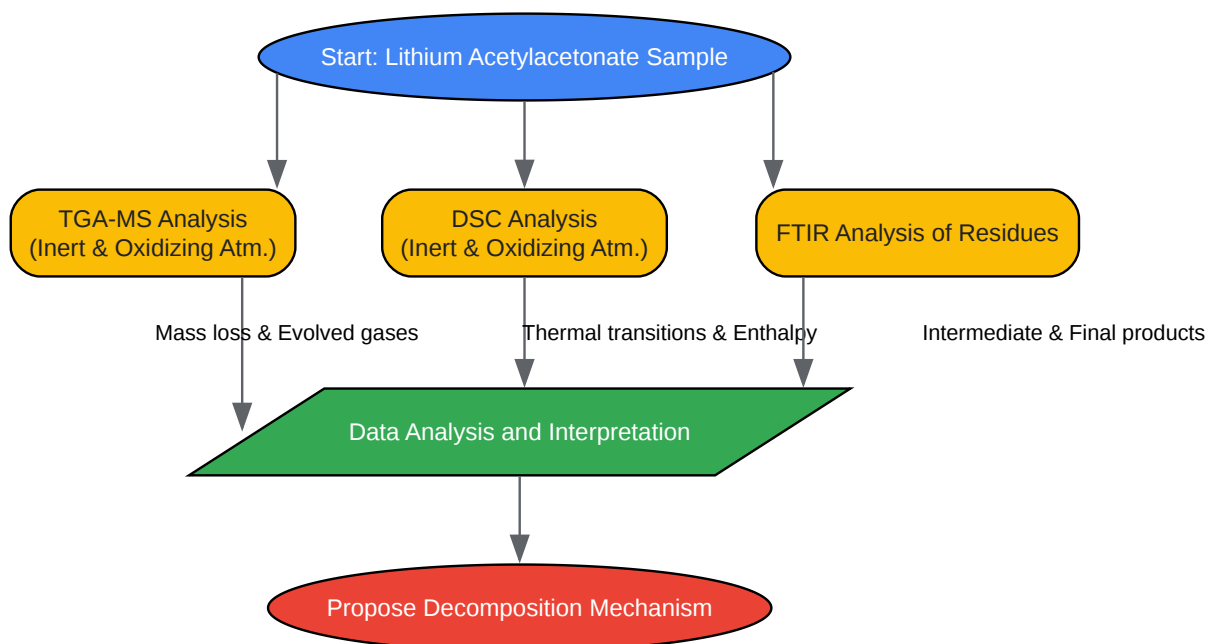 Start: Lithium Acetylacetonate Sample
TGA-MS Analysis
(Inert & Oxidizing Atm.)
DSC Analysis
(Inert & Oxidizing Atm.)
FTIR Analysis of Residues
Mass loss & Evolved gases
Thermal transitions & Enthalpy
Intermediate & Final products
Data Analysis and Interpretation
Propose Decomposition Mechanism